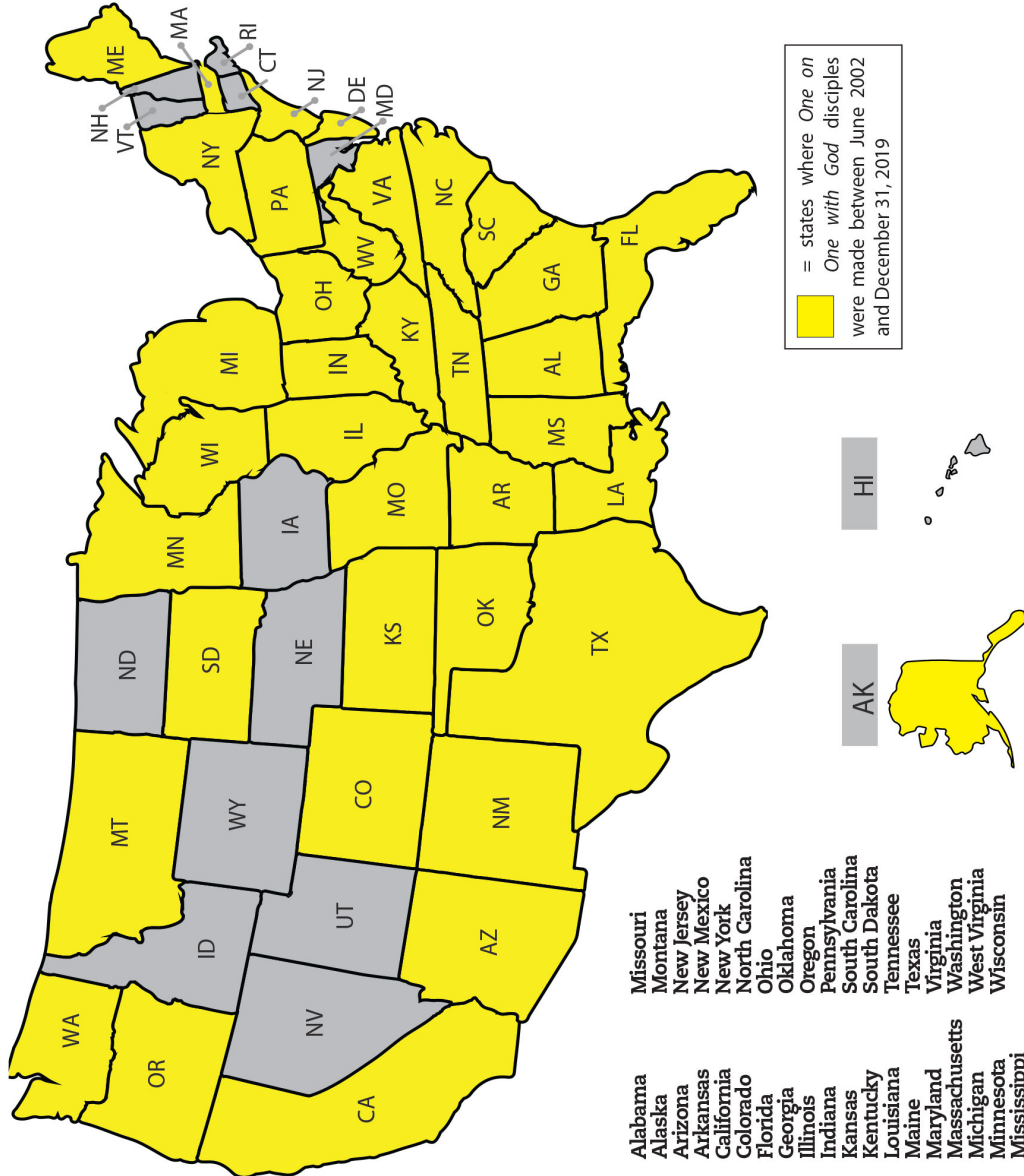 WA
OR
CA
NV
ID
MT
WY
UT
AZ
CO
NM
ND
SD
NE
KS
OK
TX
MN
IA
MO
AR
LA
WI
IL
MI
IN
OH
KY
TN
MS
AL
GA
FL
SC
NC
VA
WV
PA
NY
VT
NH
ME
MA
RI
CT
NJ
DE
MD
AK
HI
= states where One on
One with God disciples
were made between June 2002
and December 31, 2019
Alabama
Alaska
Arizona
Arkansas
California
Colorado
Florida
Georgia
Illinois
Indiana
Kansas
Kentucky
Louisiana
Maine
Maryland
Massachusetts
Michigan
Minnesota
Mississippi
Missouri
Montana
New Jersey
New Mexico
New York
North Carolina
Ohio
Oklahoma
Oregon
Pennsylvania
South Carolina
South Dakota
Tennessee
Texas
Virginia
Washington
West Virginia
Wisconsin